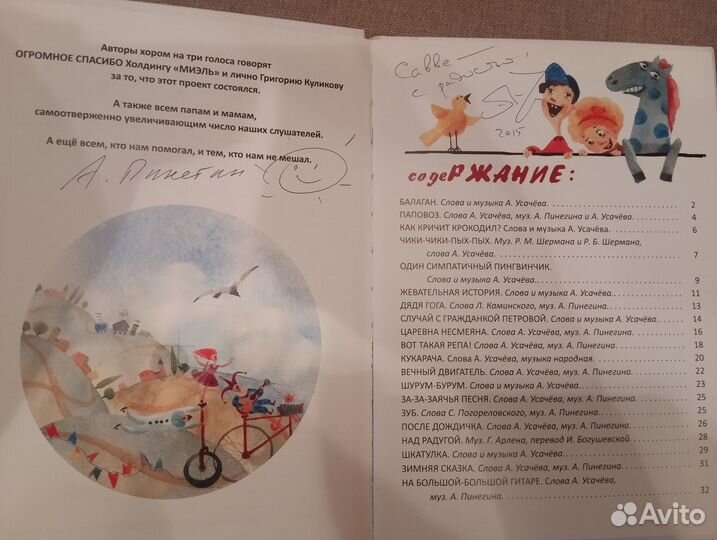 Авторы хором на три голоса говорят
ОГРОМНОЕ СПАСИБО Холдингу «МИЭЛЬ» и лично Григорию Куликову
за то, что этот проект состоялся.
А также всем папам и мамам,
самоотверженно увеличивающим число наших слушателей.
А ещё всем, кто нам помогал, и тем, кто нам не мешал.
А. Пинегин
Савве
с радостью!
2015
содеРЖАНИЕ:
БАЛАГАН. Слова и музыка А. Усачёва. 2
ПАПОВОЗ. Слова А. Усачёва, муз. А. Пинегина и А. Усачёва. 4
КАК КРИЧИТ КРОКОДИЛ? Слова и музыка А. Усачёва. 6
ЧИКИ-ЧИКИ-ПЫХ-ПЫХ. Муз. Р. М. Шермана и Р. Б. Шермана,
слова А. Усачёва. 7
ОДИН СИМПАТИЧНЫЙ ПИНГВИНЧИК.
Слова и музыка А. Усачёва. 9
ЖЕВАТЕЛЬНАЯ ИСТОРИЯ. Слова и музыка А. Усачёва. 11
ДЯДЯ ГОГА. Слова Л. Каминского, муз. А. Пинегина. 13
СЛУЧАЙ С ГРАЖДАНКОЙ ПЕТРОВОЙ. Слова и музыка А. Усачёва. 14
ЦАРЕВНА НЕСМЕЯНА. Слова А. Усачёва, муз. А. Пинегина. 16
ВОТ ТАКАЯ РЕПА! Слова А. Усачёва, муз. А. Пинегина. 18
КУКАРАЧА. Слова А. Усачёва, музыка народная. 20
ВЕЧНЫЙ ДВИГАТЕЛЬ. Слова А. Усачёва, муз. А. Пинегина. 22
ШУРУМ-БУРУМ. Слова и музыка А. Усачёва. 23
ЗА-ЗА-ЗАЯЧЬЯ ПЕСНЯ. Слова А. Усачёва, муз. А. Пинегина. 25
ЗУБ. Слова С. Погореловского, муз. А. Пинегина. 25
ПОСЛЕ ДОЖДИЧКА. Слова А. Усачёва, муз. А. Пинегина. 26
НАД РАДУГОЙ. Муз. Г. Арлена, перевод И. Богушевской. 28
ШКАТУЛКА. Слова и музыка А. Усачёва. 29
ЗИМНЯЯ СКАЗКА. Слова А. Усачёва, муз. А. Пинегина. 31
НА БОЛЬШОЙ-БОЛЬШОЙ ГИТАРЕ. Слова А. Усачёва,
муз. А. Пинегина. 32
Avito